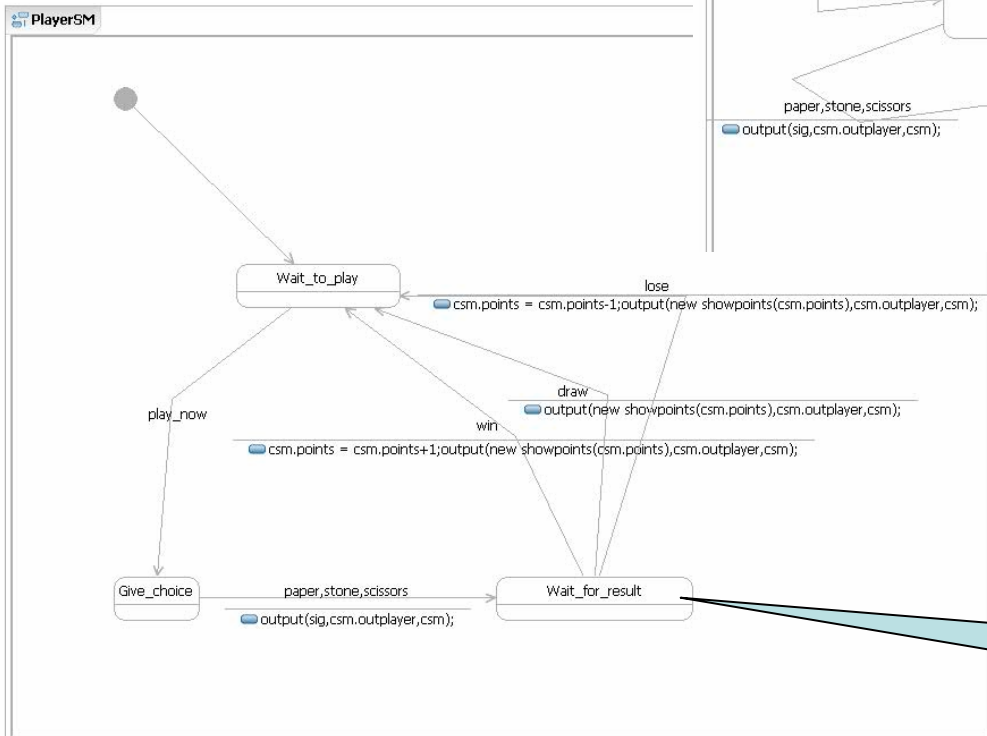 PlayerSM
paper,stone,scissors
output(sig,csm.outplayer,csm);
Wait_to_play
lose
csm.points = csm.points-1;output(new showpoints(csm.points),csm.outplayer,csm);
draw
output(new showpoints(csm.points),csm.outplayer,csm);
play_now
win
csm.points = csm.points+1;output(new showpoints(csm.points),csm.outplayer,csm);
Give_choice
paper,stone,scissors
output(sig,csm.outplayer,csm);
Wait_for_result